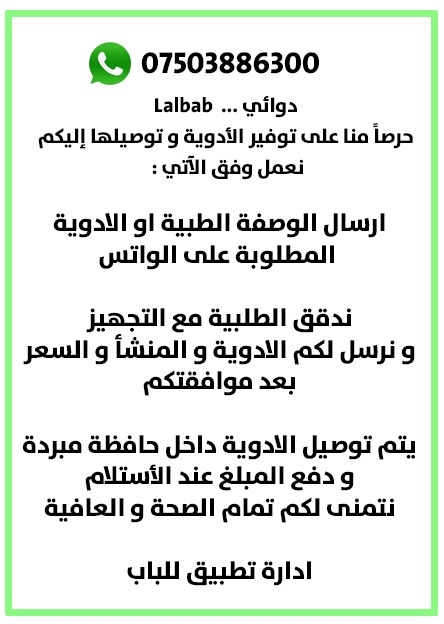 07503886300
دوائي ... Lalbab
حرصاً منا على توفير الأدوية و توصيلها إليكم
نعمل وفق الآتي :
ارسال الوصفة الطبية او الادوية
المطلوبة على الواتس
ندقق الطلبية مع التجهيز
و نرسل لكم الادوية و المنشأ و السعر
بعد موافقتكم
يتم توصيل الادوية داخل حافظة مبردة
و دفع المبلغ عند الأستلام
نتمنى لكم تمام الصحة و العافية
ادارة تطبيق للباب